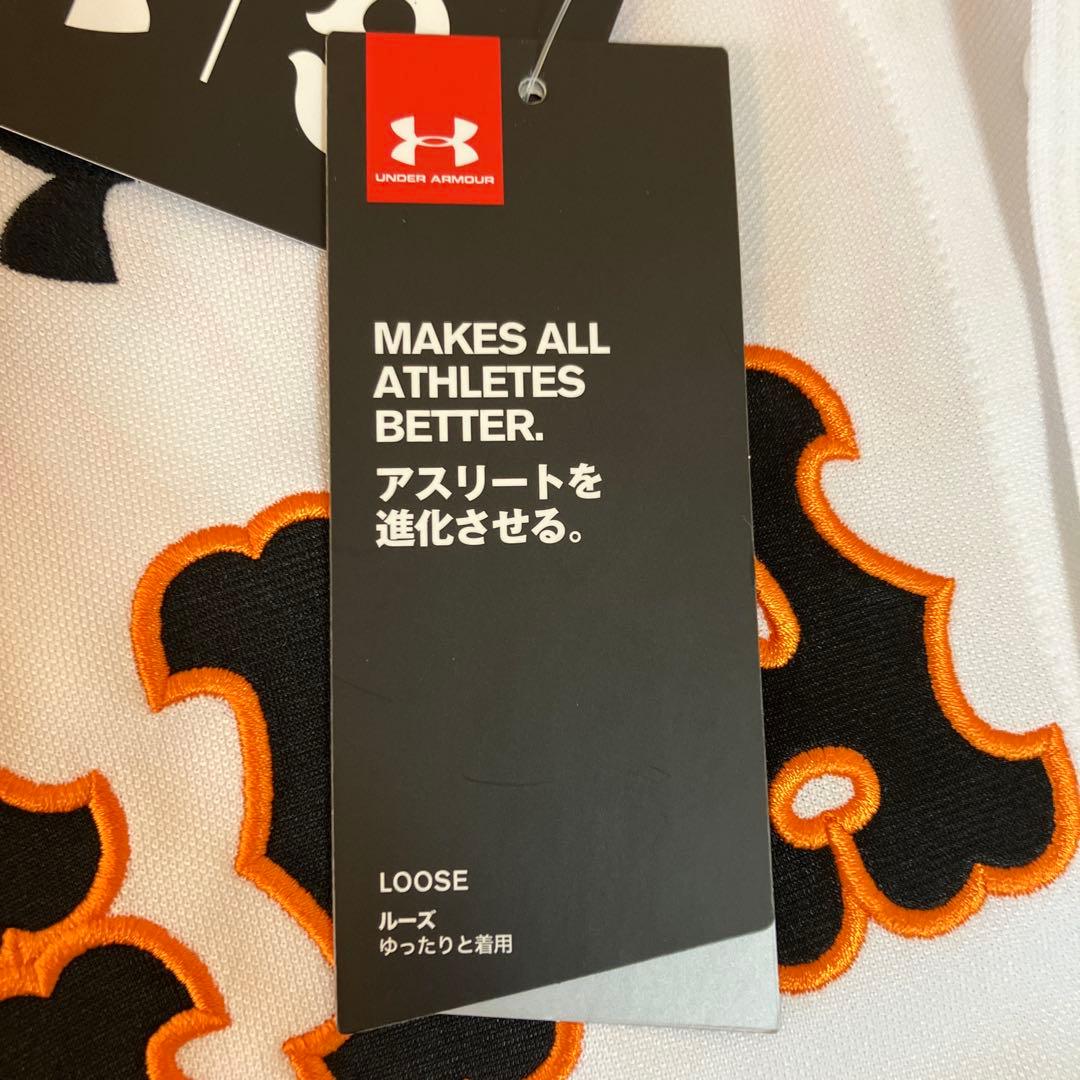 UNDER ARMOUR
MAKES ALL
ATHLETES
BETTER.
アスリートを
進化させる。
LOOSE
ルーズ
ゆったりと着用